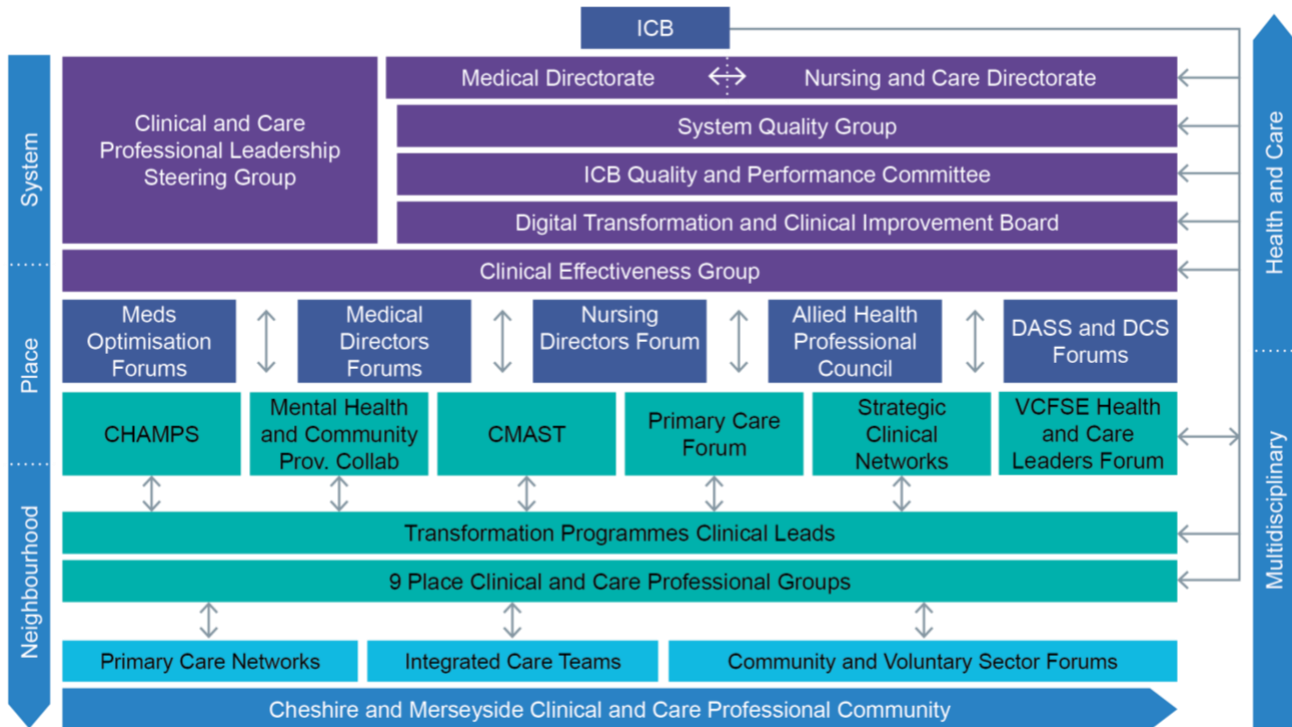 ICB
System
Clinical and Care
Professional Leadership
Steering Group
Medical Directorate
Nursing and Care Directorate
System Quality Group
ICB Quality and Performance Committee
Digital Transformation and Clinical Improvement Board
Clinical Effectiveness Group
Health and Care
Place
Meds
Optimisation
Forums
Medical
Directors
Forums
Nursing
Directors Forum
Allied Health
Professional
Council
DASS and DCS
Forums
CHAMPS
Mental Health
and Community
Prov. Collab
CMAST
Primary Care
Forum
Strategic
Clinical
Networks
VCFSE Health
and Care
Leaders Forum
Multidisciplinary
Neighbourhood
Transformation Programmes Clinical Leads
9 Place Clinical and Care Professional Groups
Primary Care Networks
Integrated Care Teams
Community and Voluntary Sector Forums
Cheshire and Merseyside Clinical and Care Professional Community